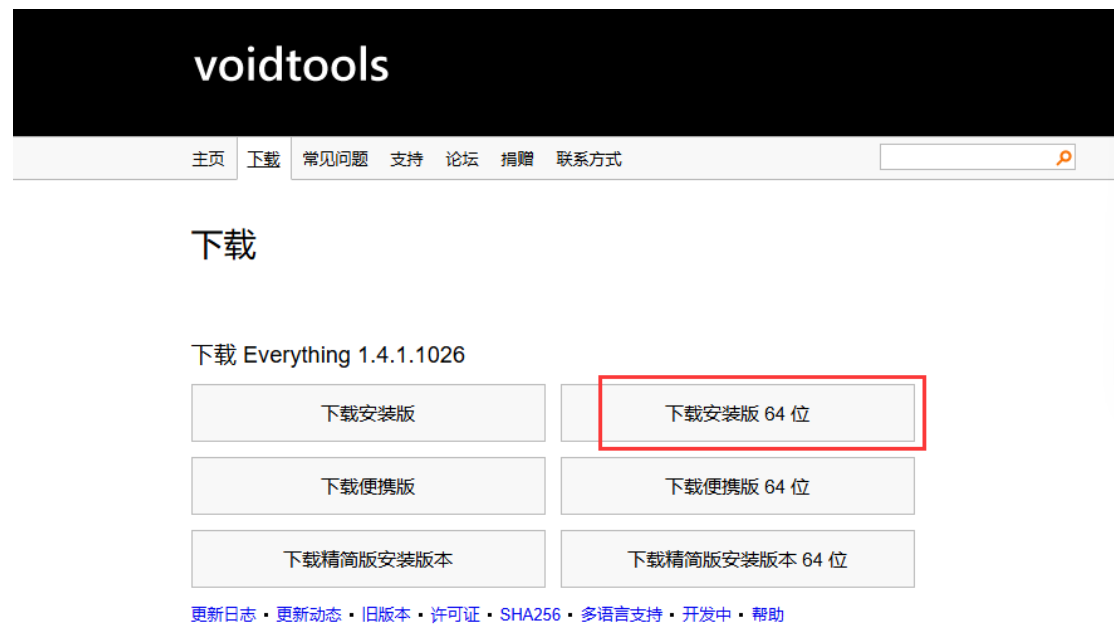 voidtools
主页 下载 常见问题 支持 论坛 捐赠 联系方式
下载
下载 Everything 1.4.1.1026
下载安装版 下载安装版 64 位
下载便携版 下载便携版 64 位
下载精简版安装版本 下载精简版安装版本 64 位
更新日志 · 更新动态 · 旧版本 · 许可证 · SHA256 · 多语言支持 · 开发中 · 帮助